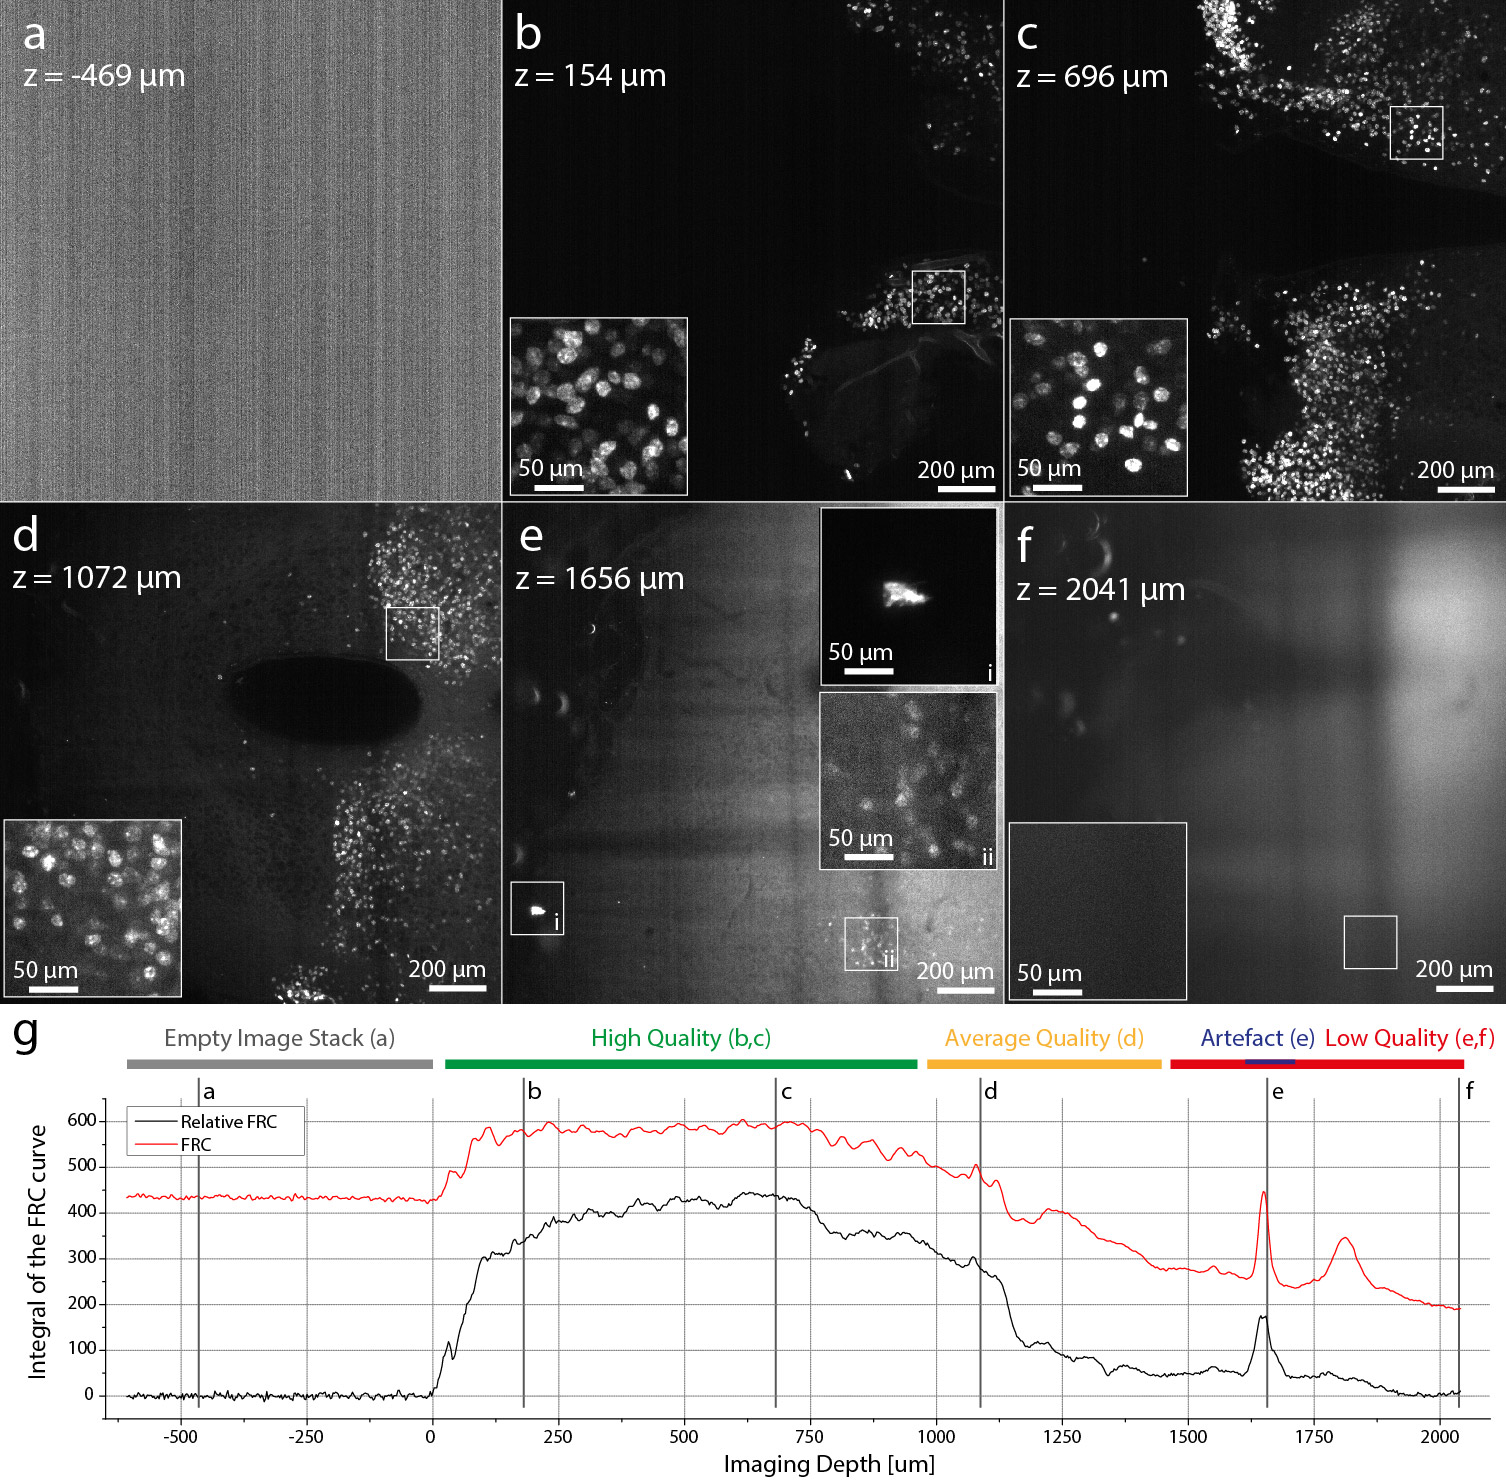 a
z = -469 µm
b
z = 154 µm
50 µm
200 µm
c
z = 696 µm
50 µm
200 µm
d
z = 1072 µm
50 µm
200 µm
e
z = 1656 µm
50 µm
i
50 µm
ii
i
ii
200 µm
f
z = 2041 µm
50 µm
200 µm
g
Empty Image Stack (a)
High Quality (b,c)
Average Quality (d)
Artefact (e)
Low Quality (e,f)
a
b
c
d
e
f
Relative FRC
FRC
Integral of the FRC curve
600
500
400
300
200
100
0
-500
-250
0
250
500
750
1000
1250
1500
1750
2000
Imaging Depth [um]